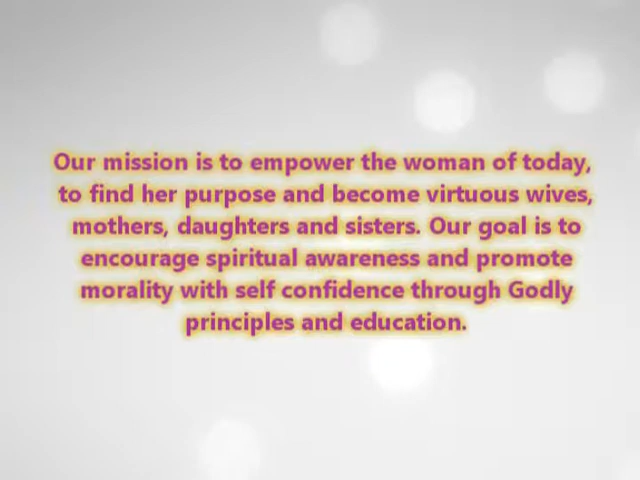 Our mission is to empower the woman of today,
to find her purpose and become virtuous wives,
mothers, daughters and sisters. Our goal is to
encourage spiritual awareness and promote
morality with self confidence through Godly
principles and education.